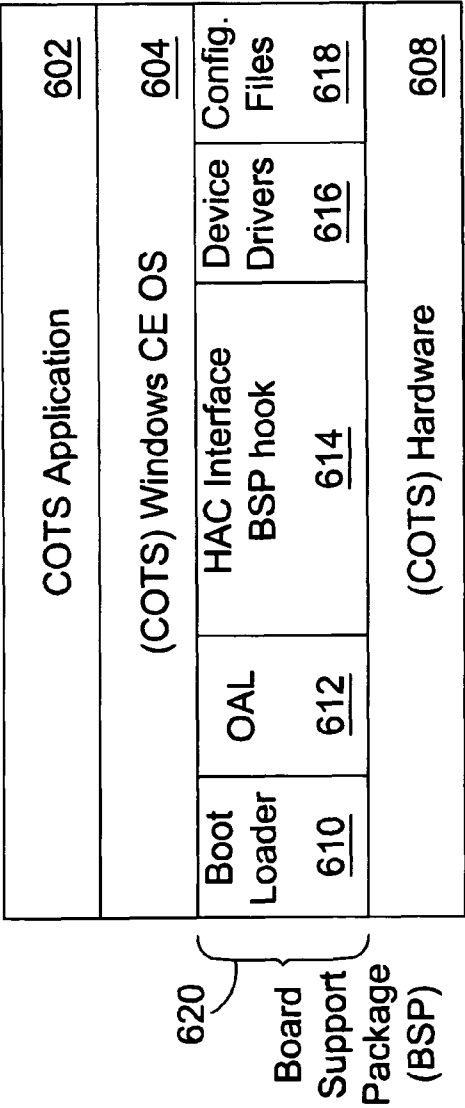 COTS Application
602
(COTS) Windows CE OS
604
620
Board
Support
Package
(BSP)
Boot
Loader
610
OAL
612
HAC Interface
BSP hook
614
Device
Drivers
616
Config.
Files
618
(COTS) Hardware
608